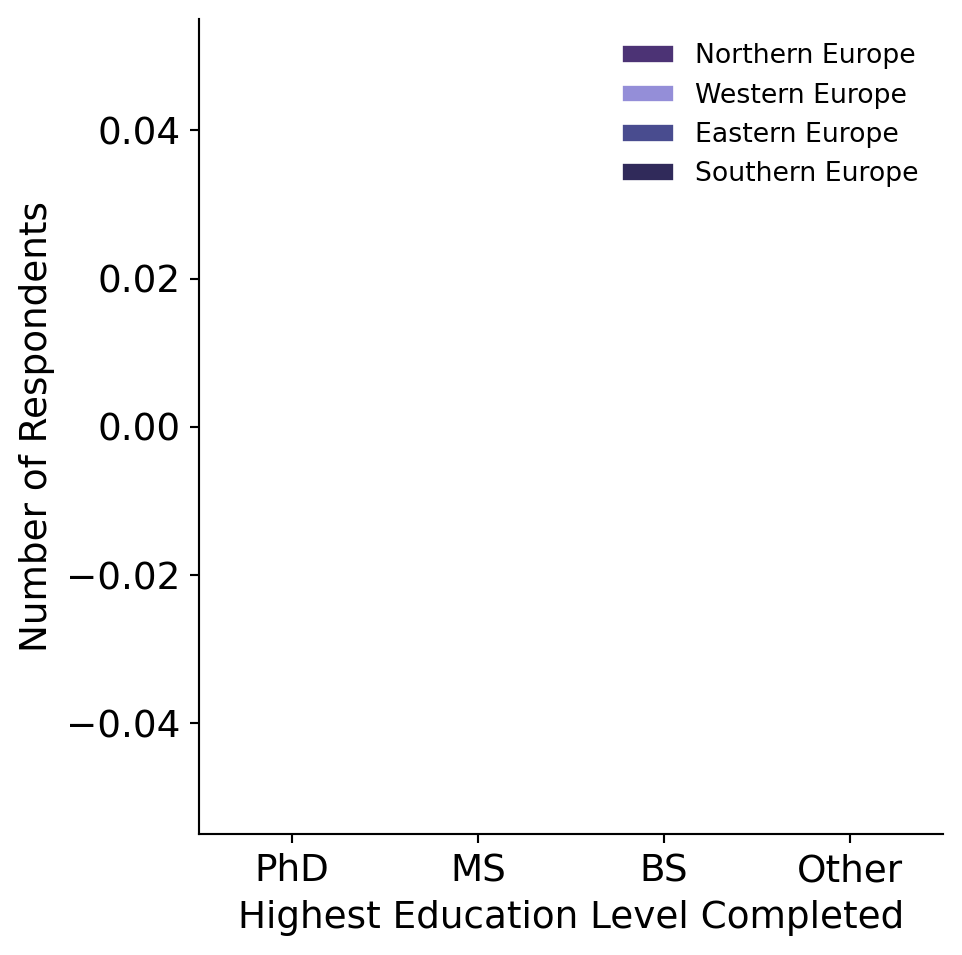 Northern Europe
Western Europe
Eastern Europe
Southern Europe
Number of Respondents
0.04
0.02
0.00
−0.02
−0.04
PhD MS BS Other
Highest Education Level Completed